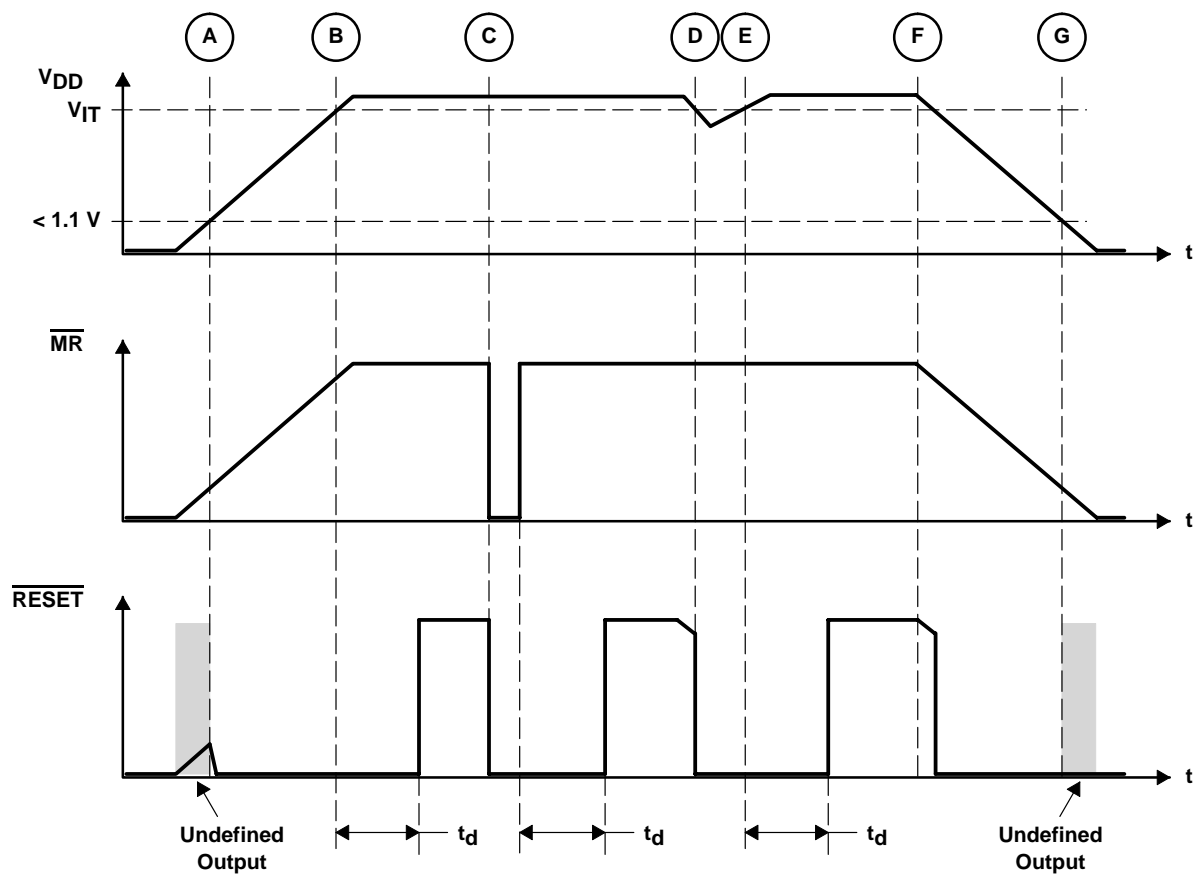 A B C D E F G
VDD
VIT
< 1.1 V
t
MR
t
RESET
t
td td td
Undefined
Output
Undefined
Output